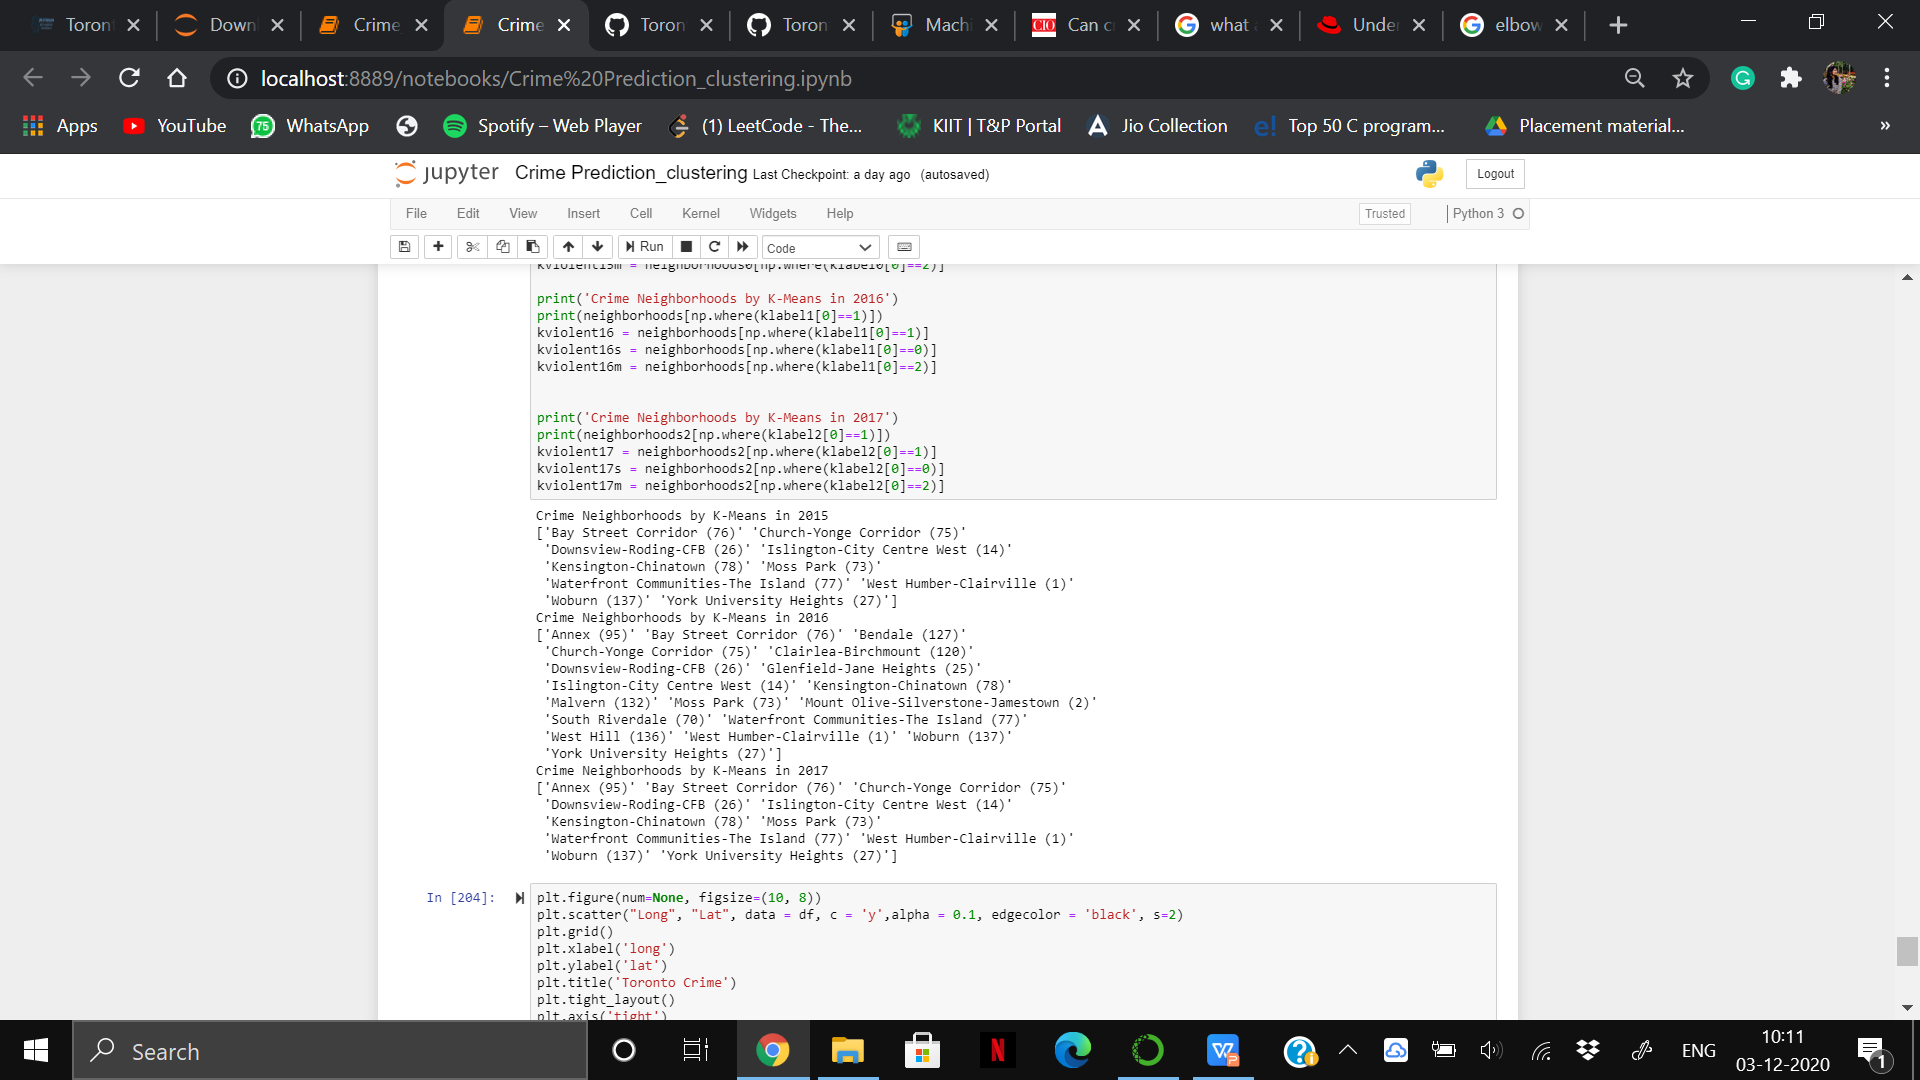 Toron
Down
Crime
Crime
Toron
Toron
Machi
CIO Can c
what
Under
elbow
localhost:8889/notebooks/Crime%20Prediction_clustering.ipynb
Apps
YouTube
75 WhatsApp
Spotify – Web Player
(1) LeetCode - The...
KIIT | T&P Portal
Jio Collection
e! Top 50 C program...
Placement material...
»
jupyter Crime Prediction_clustering Last Checkpoint: a day ago (autosaved)
Logout
File Edit View Insert Cell Kernel Widgets Help
Trusted
Python 3
Run
Code
kviolent15m = neighborhoods0[np.where(klabel0[0]==2)]
print('Crime Neighborhoods by K-Means in 2016')
print(neighborhoods[np.where(klabel1[0]==1)])
kviolent16 = neighborhoods[np.where(klabel1[0]==1)]
kviolent16s = neighborhoods[np.where(klabel1[0]==0)]
kviolent16m = neighborhoods[np.where(klabel1[0]==2)]
print('Crime Neighborhoods by K-Means in 2017')
print(neighborhoods2[np.where(klabel2[0]==1)])
kviolent17 = neighborhoods2[np.where(klabel2[0]==1)]
kviolent17s = neighborhoods2[np.where(klabel2[0]==0)]
kviolent17m = neighborhoods2[np.where(klabel2[0]==2)]
Crime Neighborhoods by K-Means in 2015
['Bay Street Corridor (76)' 'Church-Yonge Corridor (75)'
'Downsview-Roding-CFB (26)' 'Islington-City Centre West (14)'
'Kensington-Chinatown (78)' 'Moss Park (73)'
'Waterfront Communities-The Island (77)' 'West Humber-Clairville (1)'
'Woburn (137)' 'York University Heights (27)']
Crime Neighborhoods by K-Means in 2016
['Annex (95)' 'Bay Street Corridor (76)' 'Bendale (127)'
'Church-Yonge Corridor (75)' 'Clairlea-Birchmount (120)'
'Downsview-Roding-CFB (26)' 'Glenfield-Jane Heights (25)'
'Islington-City Centre West (14)' 'Kensington-Chinatown (78)'
'Malvern (132)' 'Moss Park (73)' 'Mount Olive-Silverstone-Jamestown (2)'
'South Riverdale (70)' 'Waterfront Communities-The Island (77)'
'West Hill (136)' 'West Humber-Clairville (1)' 'Woburn (137)'
'York University Heights (27)']
Crime Neighborhoods by K-Means in 2017
['Annex (95)' 'Bay Street Corridor (76)' 'Church-Yonge Corridor (75)'
'Downsview-Roding-CFB (26)' 'Islington-City Centre West (14)'
'Kensington-Chinatown (78)' 'Moss Park (73)'
'Waterfront Communities-The Island (77)' 'West Humber-Clairville (1)'
'Woburn (137)' 'York University Heights (27)']
In [204]:
plt.figure(num=None, figsize=(10, 8))
plt.scatter("Long", "Lat", data = df, c = 'y',alpha = 0.1, edgecolor = 'black', s=2)
plt.grid()
plt.xlabel('long')
plt.ylabel('lat')
plt.title('Toronto Crime')
plt.tight_layout()
plt.axis('tight')
Search
ENG
10:11
03-12-2020
1